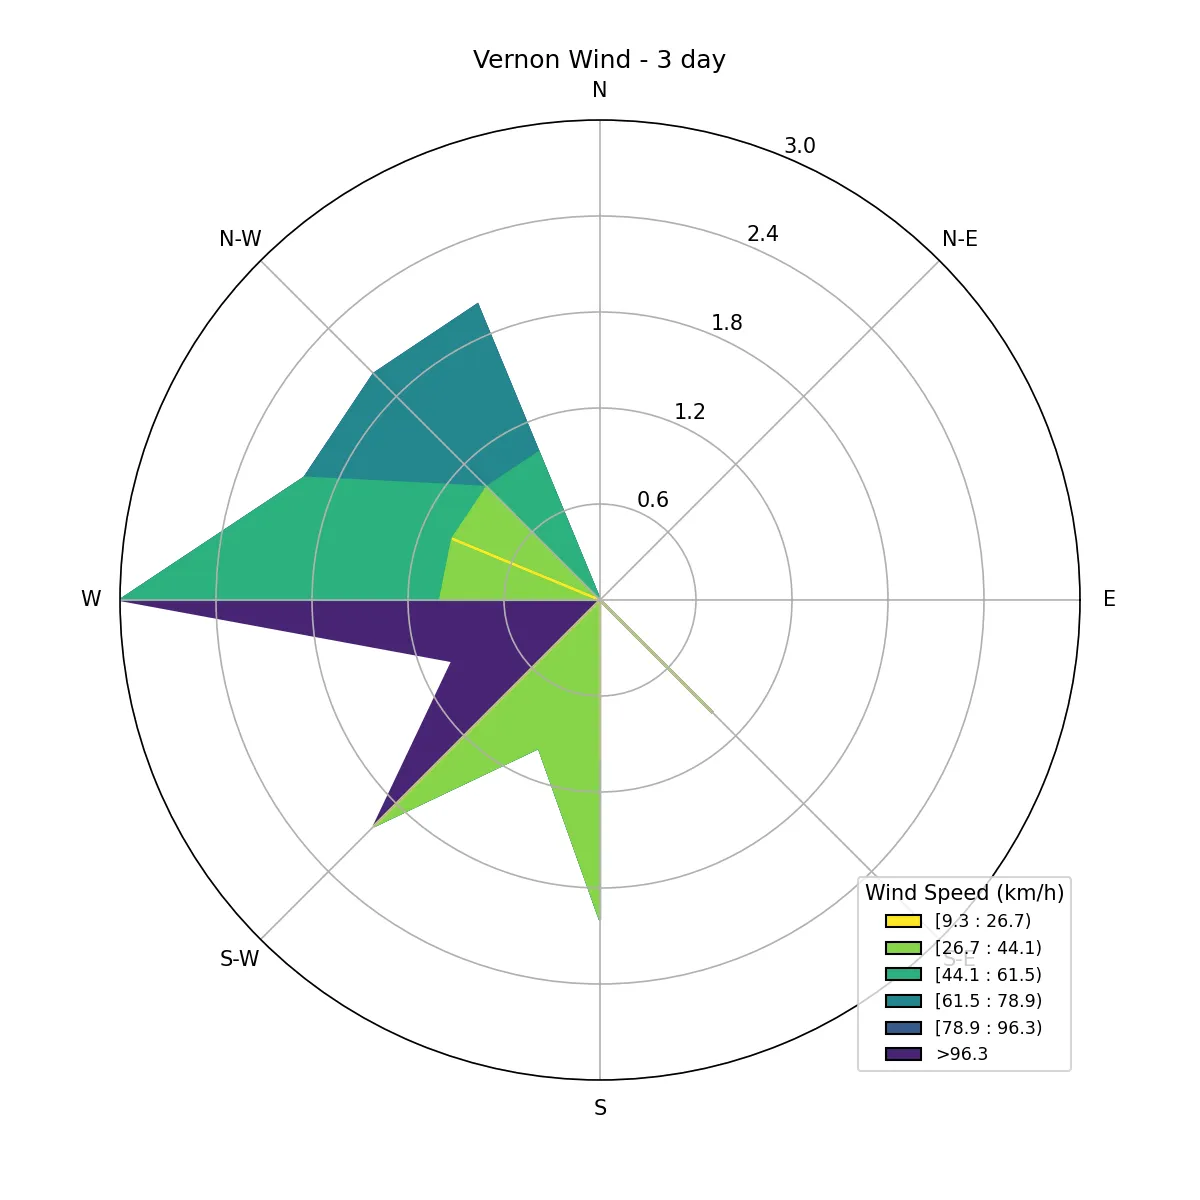 Vernon Wind - 3 day
N
3.0
N-W
2.4
N-E
1.8
1.2
0.6
W
E
S-W
S-E
S
Wind Speed (km/h)
[9.3 : 26.7)
[26.7 : 44.1)
[44.1 : 61.5)
[61.5 : 78.9)
[78.9 : 96.3)
>96.3